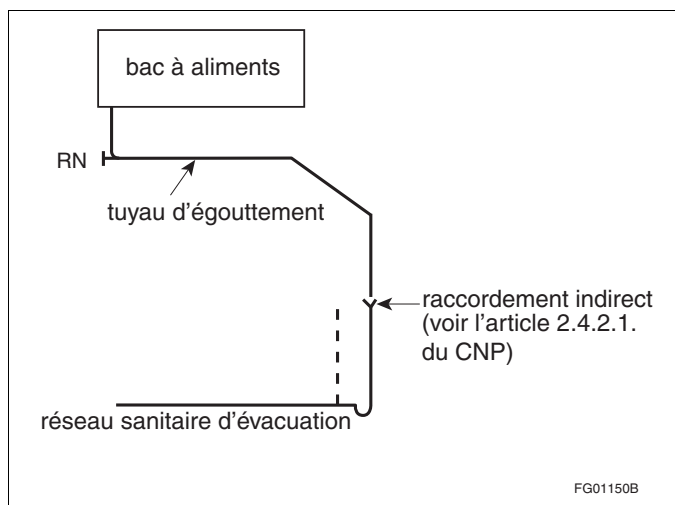 bac à aliments
RN
tuyau d'égouttement
raccordement indirect
(voir l'article 2.4.2.1.
du CNP)
réseau sanitaire d'évacuation
FG01150B